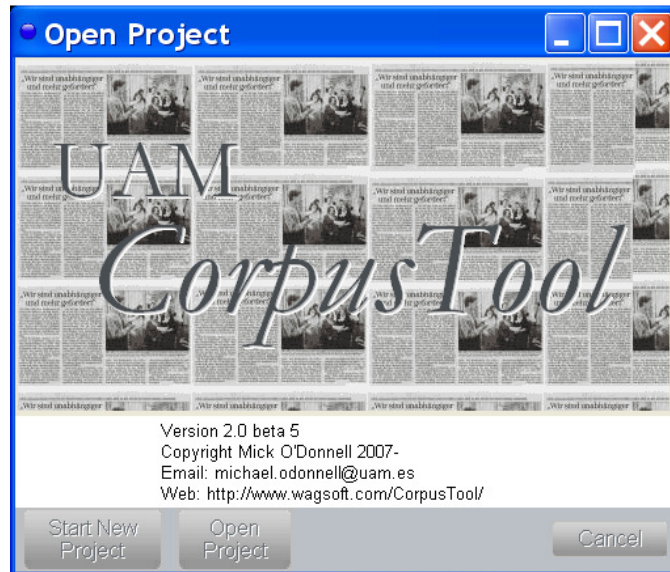 Open Project
„Wir sind unabhängiger
und mehr gefordert“
UAM
CorpusTool
Version 2.0 beta 5
Copyright Mick O'Donnell 2007-
Email: michael.odonnell@uam.es
Web: http://www.wagsoft.com/CorpusTool/
Start New
Project
Open
Project
Cancel